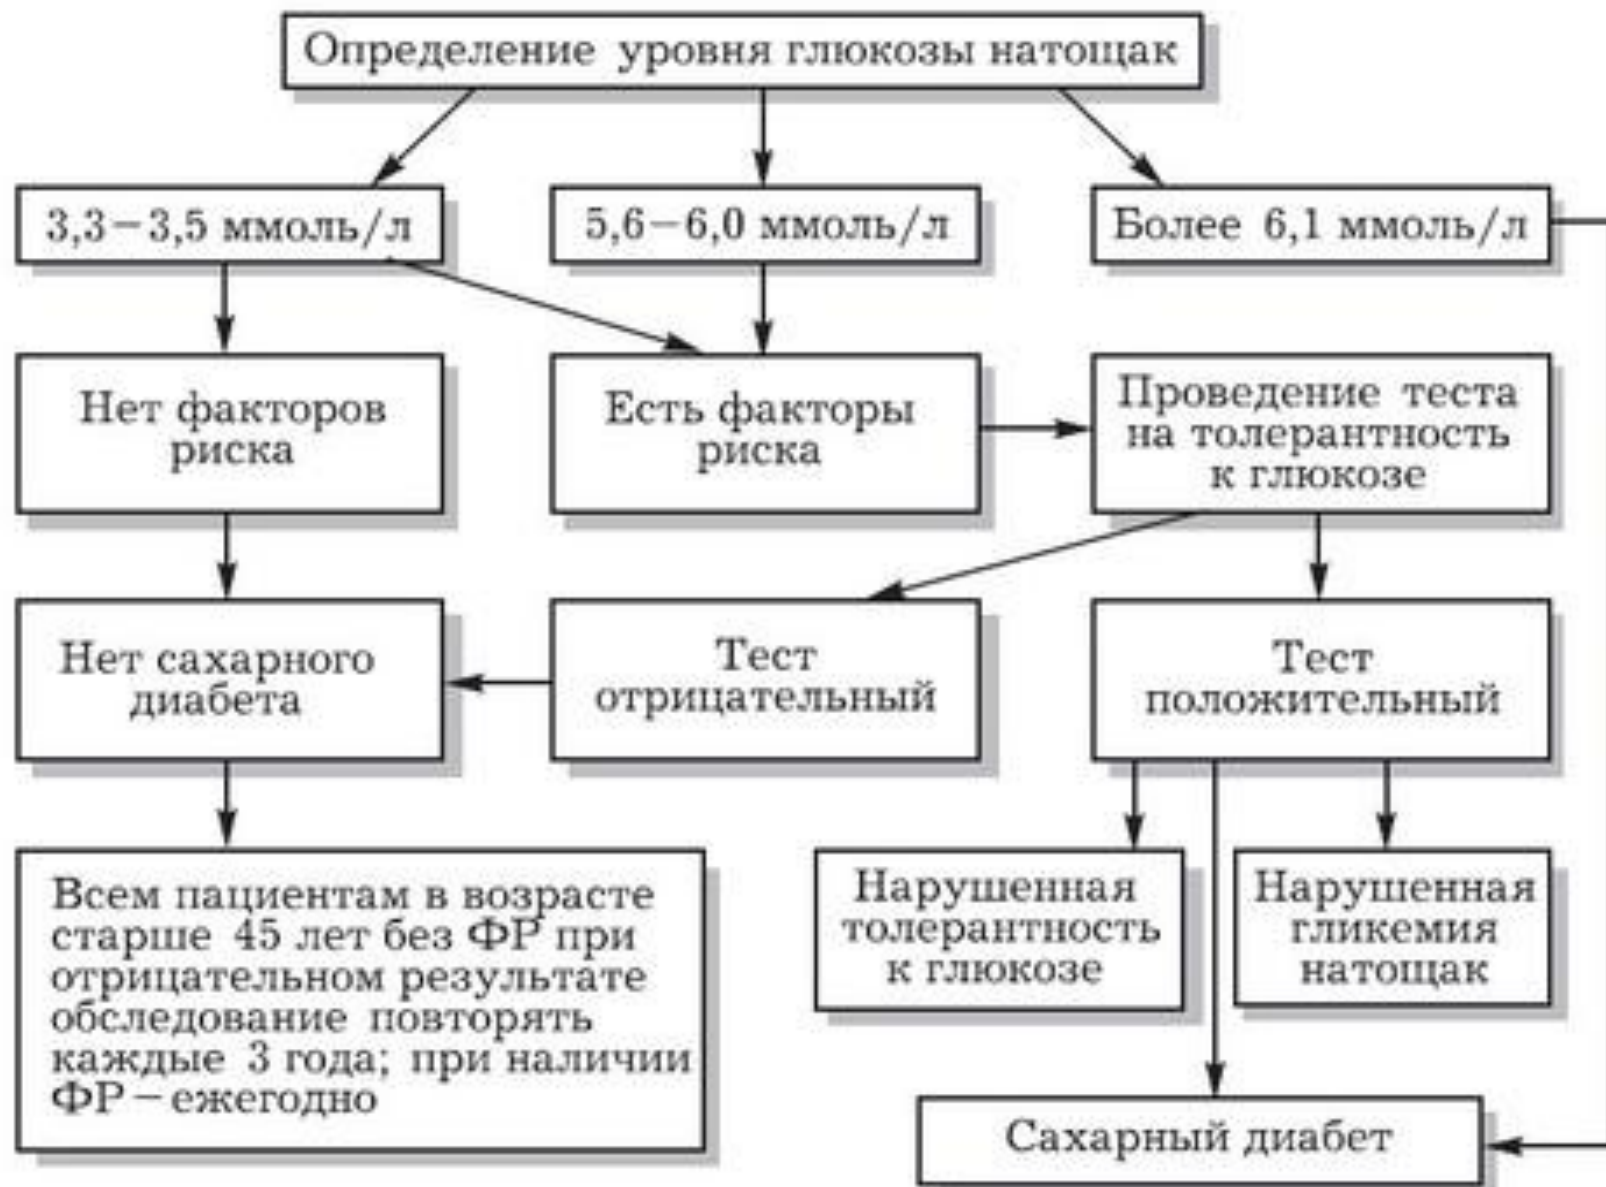 Определение уровня глюкозы натощак
3,3–3,5 ммоль/л
5,6–6,0 ммоль/л
Более 6,1 ммоль/л
Нет факторов
риска
Есть факторы
риска
Проведение теста
на толерантность
к глюкозе
Нет сахарного
диабета
Тест
отрицательный
Тест
положительный
Всем пациентам в возрасте
старше 45 лет без ФР при
отрицательном результате
обследование повторять
каждые 3 года; при наличии
ФР–ежегодно
Нарушенная
толерантность
к глюкозе
Нарушенная
гликемия
натощак
Сахарный диабет